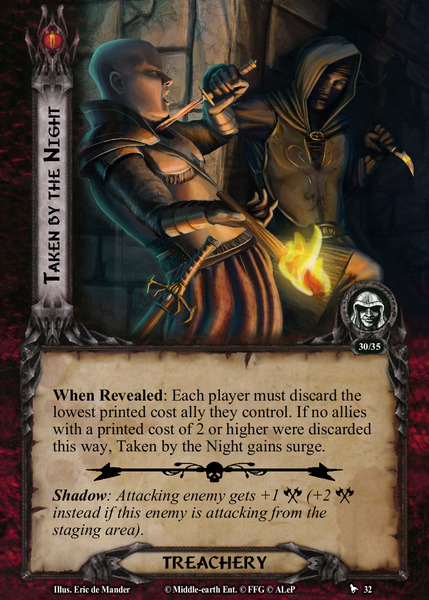 TAKEN BY THE NIGHT
30/35
When Revealed: Each player must discard the
lowest printed cost ally they control. If no allies
with a printed cost of 2 or higher were discarded
this way, Taken by the Night gains surge.
Shadow: Attacking enemy gets +1 (+2
instead if this enemy is attacking from the
staging area).
TREACHERY
Illus. Eric de Mander © Middle-earth Ent. © FFG © ALeP 32